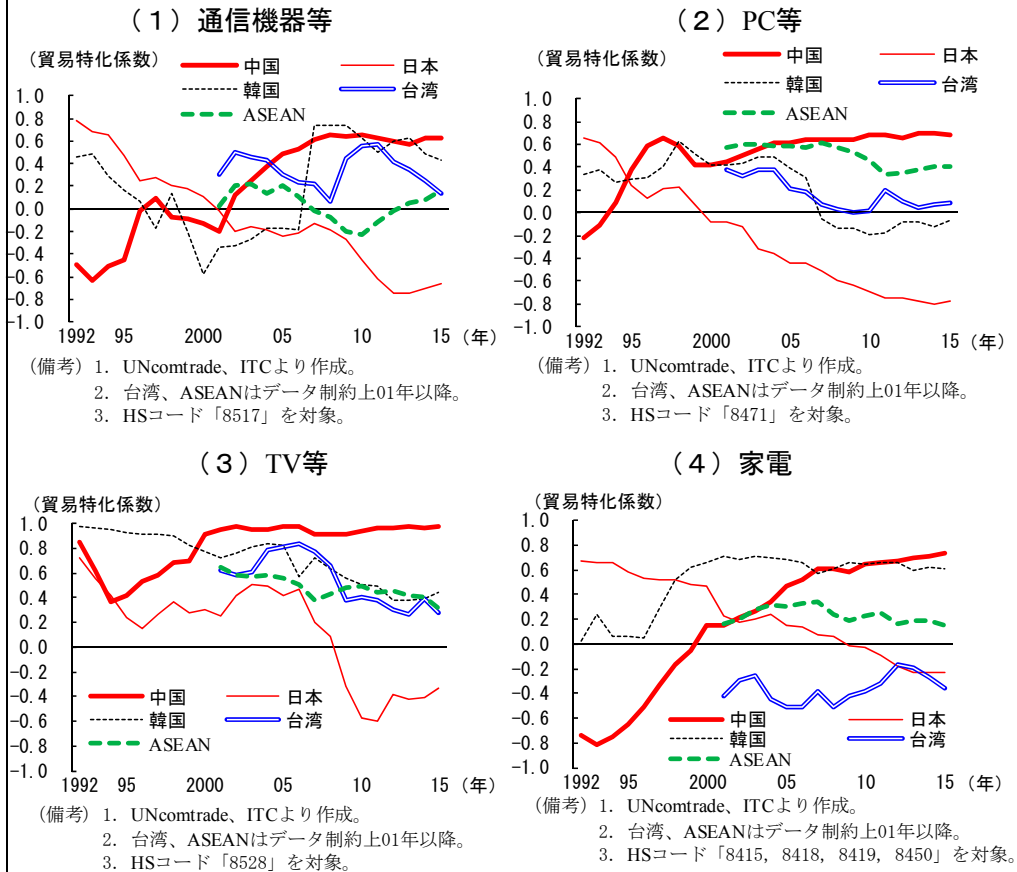 （１）通信機器等
（貿易特化係数）
中国
日本
韓国
台湾
ASEAN
1.0
0.8
0.6
0.4
0.2
0.0
-0.2
-0.4
-0.6
-0.8
-1.0
1992 95 2000 05 10 15 (年)
（備考）1. UNcomtrade、ITCより作成。
2. 台湾、ASEANはデータ制約上01年以降。
3. HSコード「8517」を対象。
（２）PC等
（貿易特化係数）
中国
日本
韓国
台湾
ASEAN
1.0
0.8
0.6
0.4
0.2
0.0
-0.2
-0.4
-0.6
-0.8
-1.0
1992 95 2000 05 10 15 (年)
（備考）1. UNcomtrade、ITCより作成。
2. 台湾、ASEANはデータ制約上01年以降。
3. HSコード「8471」を対象。
（３）TV等
（貿易特化係数）
1.0
0.8
0.6
0.4
0.2
0.0
-0.2
-0.4
-0.6
-0.8
-1.0
中国
日本
韓国
台湾
ASEAN
1992 95 2000 05 10 15 (年)
（備考）1. UNcomtrade、ITCより作成。
2. 台湾、ASEANはデータ制約上01年以降。
3. HSコード「8528」を対象。
（４）家電
（貿易特化係数）
1.0
0.8
0.6
0.4
0.2
0.0
-0.2
-0.4
-0.6
-0.8
-1.0
中国
日本
韓国
台湾
ASEAN
1992 95 2000 05 10 15 (年)
（備考）1. UNcomtrade、ITCより作成。
2. 台湾、ASEANはデータ制約上01年以降。
3. HSコード「8415, 8418, 8419, 8450」を対象。